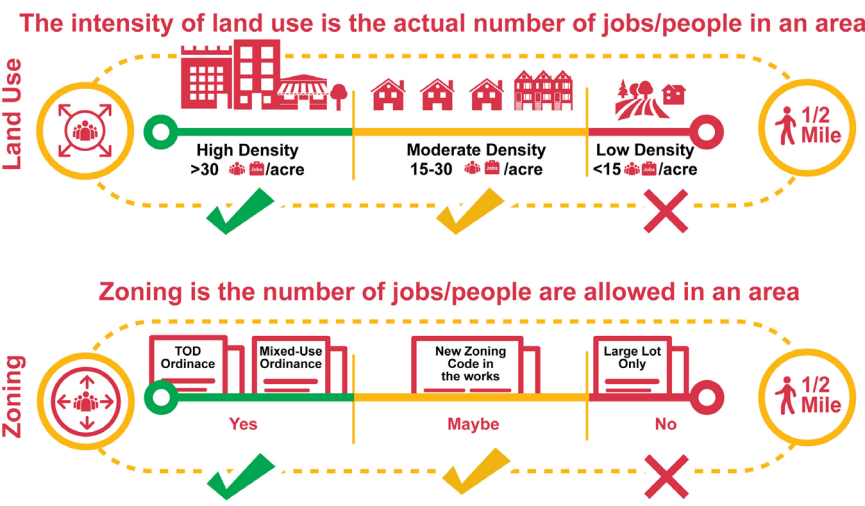 The intensity of land use is the actual number of jobs/people in an area
Land Use
High Density
>30 Jobs/acre
Moderate Density
15-30 Jobs/acre
Low Density
<15 Jobs/acre
1/2
Mile
Zoning is the number of jobs/people are allowed in an area
Zoning
TOD
Ordinace
Mixed-Use
Ordinance
New Zoning
Code in
the works
Large Lot
Only
Yes
Maybe
No
1/2
Mile